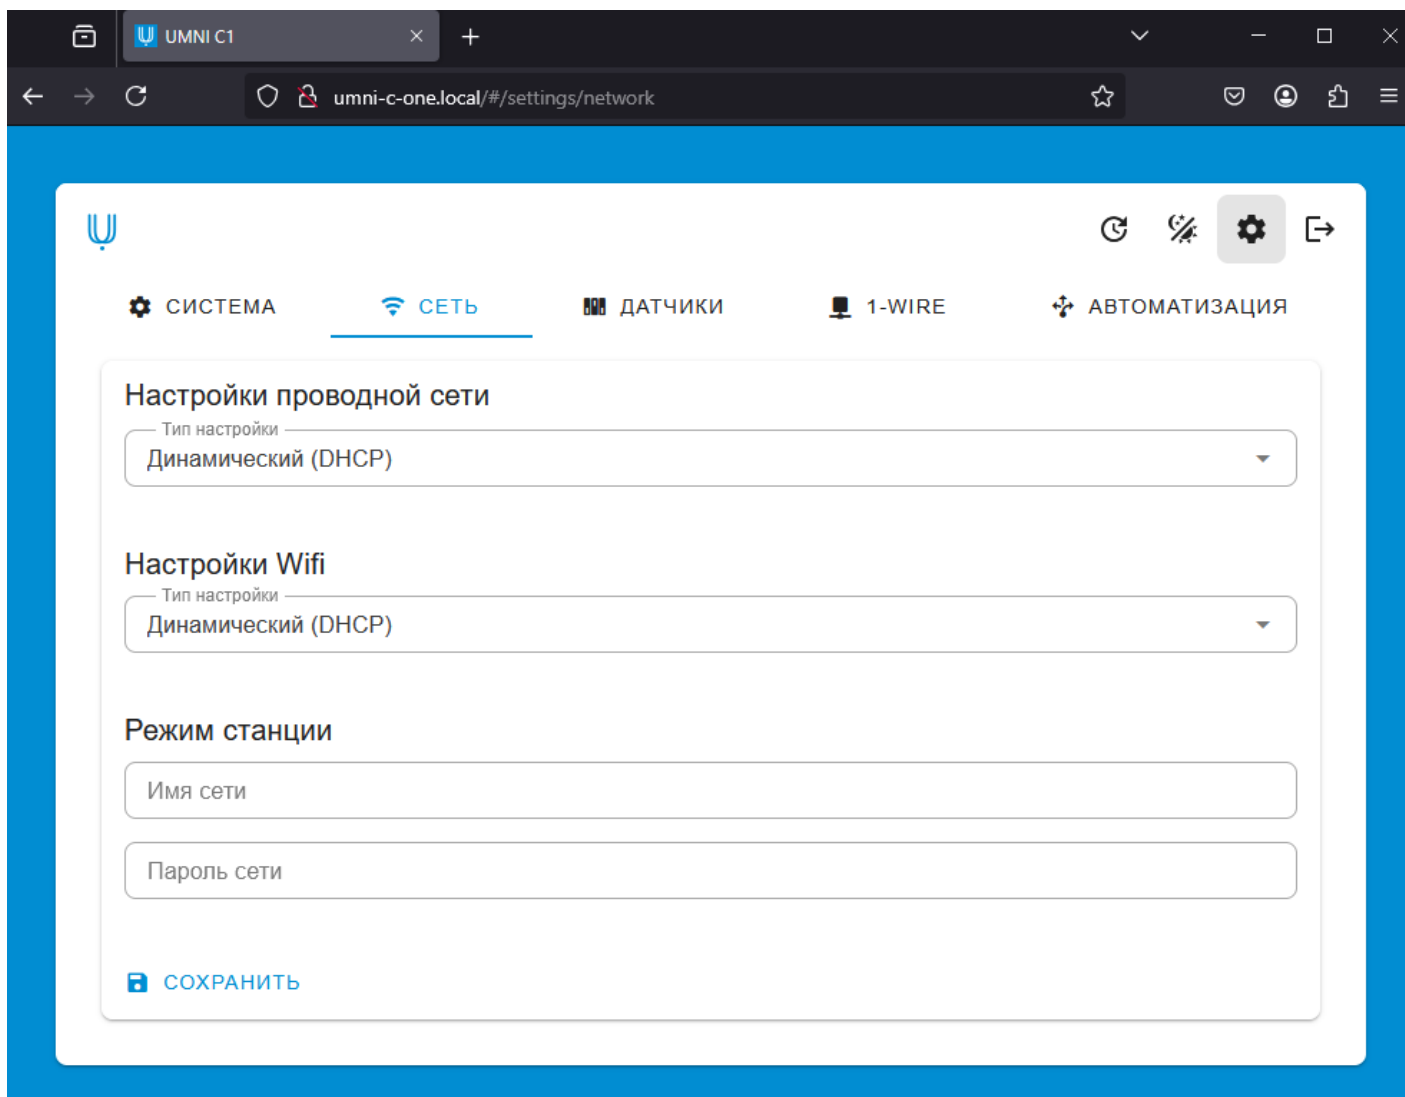 UMNI C1
umni-c-one.local/#/settings/network
СИСТЕМА
СЕТЬ
ДАТЧИКИ
1-WIRE
АВТОМАТИЗАЦИЯ
Настройки проводной сети
Тип настройки
Динамический (DHCP)
Настройки Wifi
Тип настройки
Динамический (DHCP)
Режим станции
Имя сети
Пароль сети
СОХРАНИТЬ